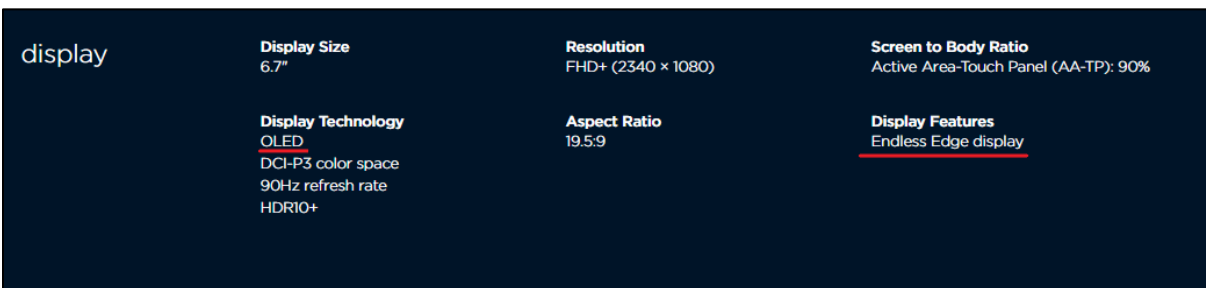 display
Display Size
6.7"
Resolution
FHD+ (2340 × 1080)
Screen to Body Ratio
Active Area-Touch Panel (AA-TP): 90%
Display Technology
OLED
DCI-P3 color space
90Hz refresh rate
HDR10+
Aspect Ratio
19.5:9
Display Features
Endless Edge display